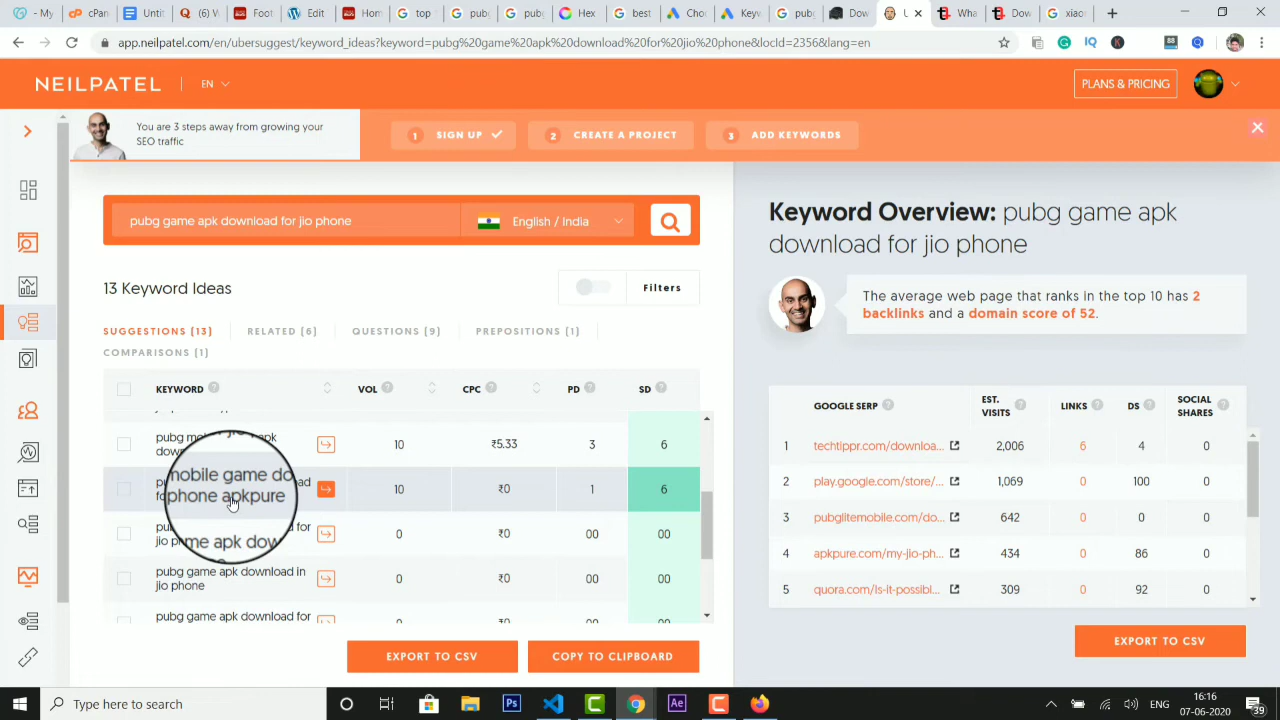 - My
cPan
Untit
(9) M
Foot
Edit
Hom
top
pubg
pubg
Hex
best
Cho
Keyw
pubg
Dow
U
Wha
Dow
xiao
app.neilpatel.com/en/ubersuggest/keyword_ideas?keyword=pubg%20game%20apk%20download%20for%20jio%20phone&locId=2356&lang=en
NEILPATEL
EN
PLANS & PRICING
You are 3 steps away from growing your
SEO traffic
1 SIGN UP
2 CREATE A PROJECT
3 ADD KEYWORDS
pubg game apk download for jio phone
English / India
13 Keyword Ideas
Filters
SUGGESTIONS (13)
RELATED (6)
QUESTIONS (9)
PREPOSITIONS (1)
COMPARISONS (1)
KEYWORD
VOL
CPC
PD
SD
10 ₹5.33 3 6
mobile game do
phone apkpure
10 ₹0 1 6
for
me apk dow
0 ₹0 00 00
pubg game apk download in
jio phone
0 ₹0 00 00
pubg game apk download for
EXPORT TO CSV
COPY TO CLIPBOARD
Keyword Overview: pubg game apk
download for jio phone
The average web page that ranks in the top 10 has 2
backlinks and a domain score of 52.
GOOGLE SERP
EST.
VISITS
LINKS
DS
SOCIAL
SHARES
1 techtippr.com/downloa... 2,006 6 4 0
2 play.google.com/store/... 1,069 0 100 0
3 pubglitemobile.com/do... 642 0 0 0
4 apkpure.com/my-jio-ph... 434 0 86 0
5 quora.com/Is-it-possibl... 309 0 92 0
EXPORT TO CSV
Type here to search
ENG
16:16
07-06-2020
39